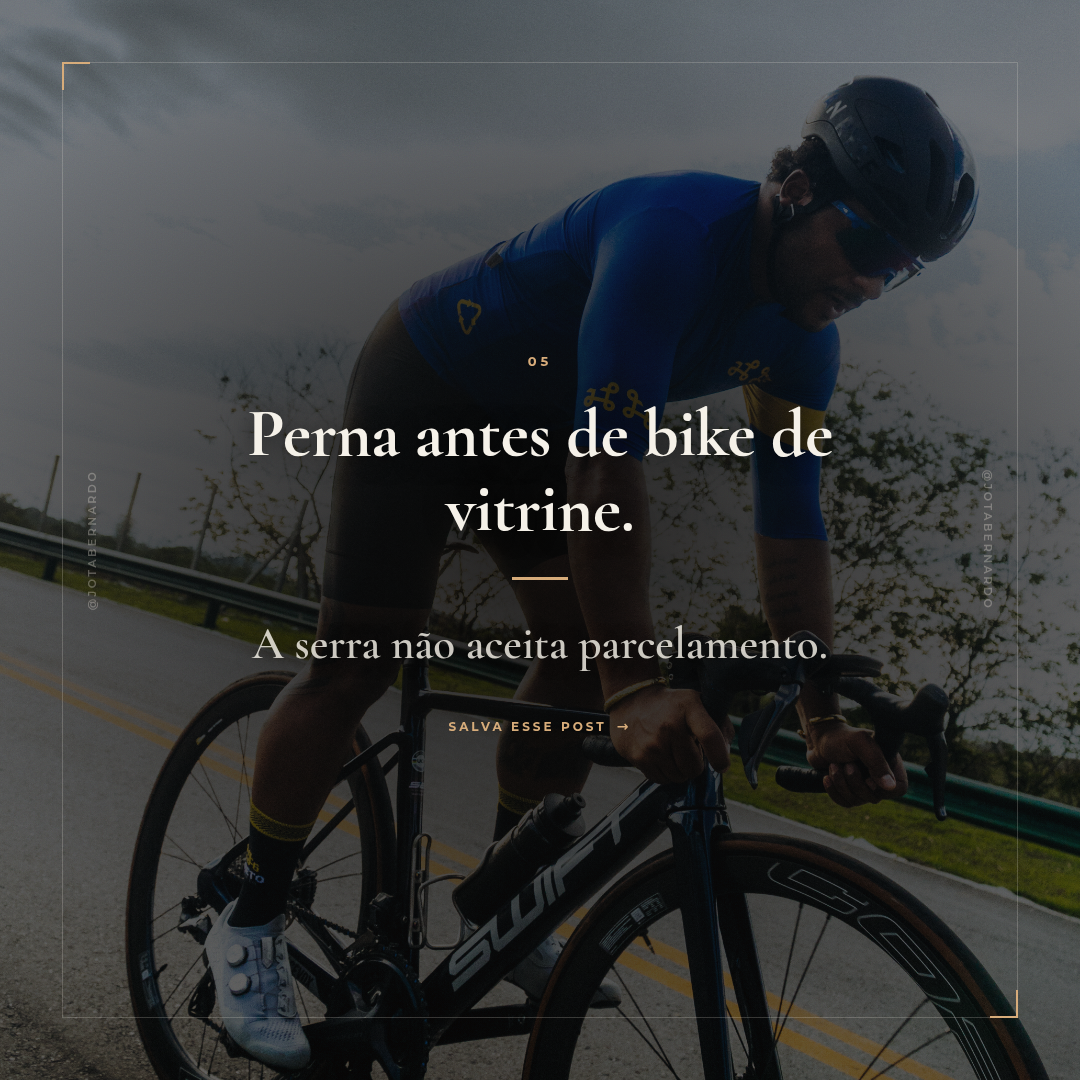 05
Perna antes de bike de
vitrine.
A serra não aceita parcelamento.
SALVA ESSE POST →
@JOTABERNARDO
@JOTABERNARDO
SWIFT